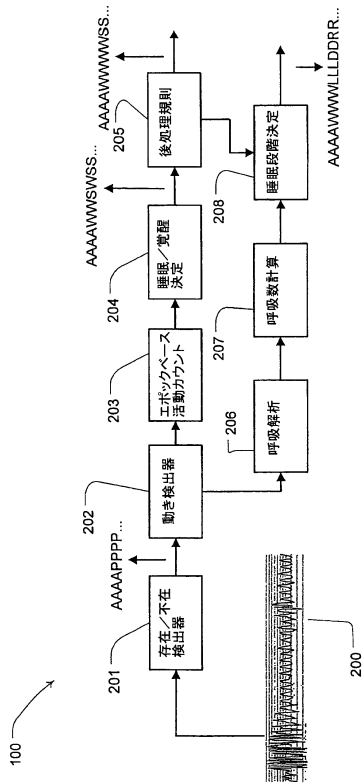 100
AAAAPPPP...
AAAAWWSWSS...
AAAAWWWWSS...
201
存在／不在
検出器
202
動き検出器
203
エポックベース
活動カウント
204
睡眠／覚醒
決定
205
後処理規則
200
206
呼吸解析
207
呼吸数計算
208
睡眠段階決定
AAAAWWWLLLDDRR...